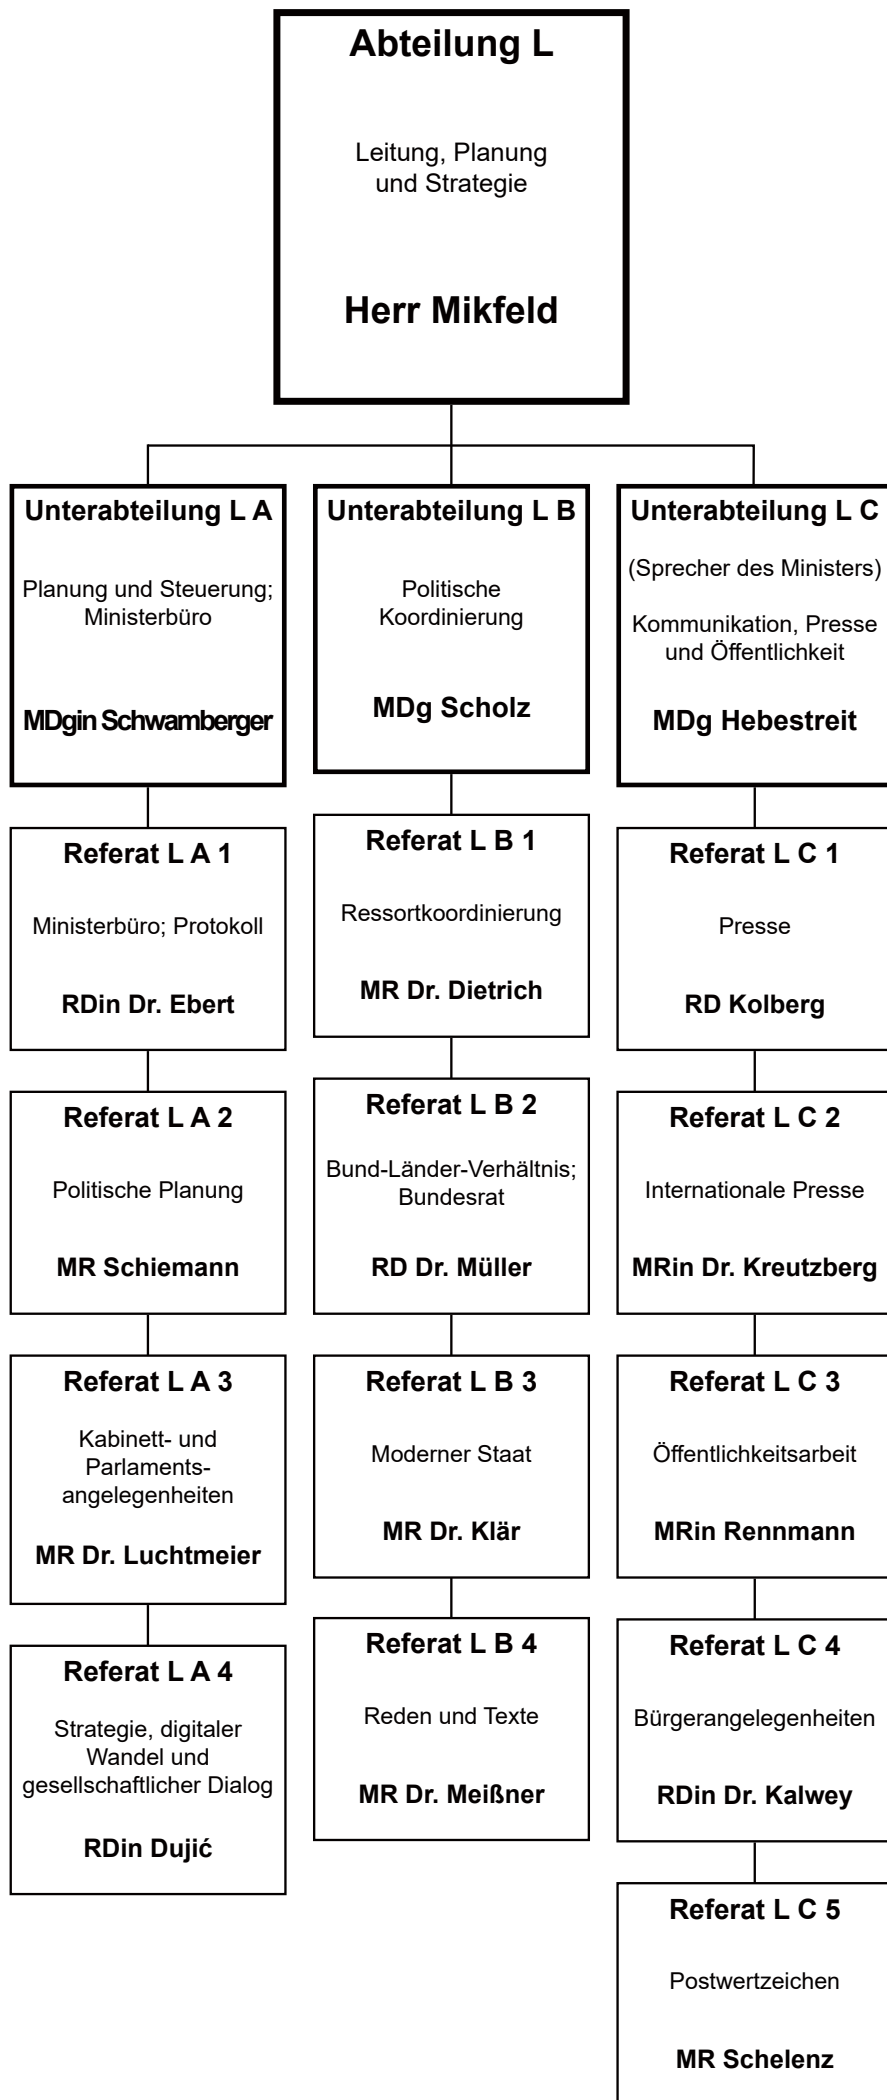 Abteilung L
Leitung, Planung
und Strategie
Herr Mikfeld
Unterabteilung L A
Planung und Steuerung;
Ministerbüro
MDgin Schwamberger
Referat L A 1
Ministerbüro; Protokoll
RDin Dr. Ebert
Referat L A 2
Politische Planung
MR Schiemann
Referat L A 3
Kabinett- und
Parlaments-
angelegenheiten
MR Dr. Luchtmeier
Referat L A 4
Strategie, digitaler
Wandel und
gesellschaftlicher Dialog
RDin Dujić
Unterabteilung L B
Politische
Koordinierung
MDg Scholz
Referat L B 1
Ressortkoordinierung
MR Dr. Dietrich
Referat L B 2
Bund-Länder-Verhältnis;
Bundesrat
RD Dr. Müller
Referat L B 3
Moderner Staat
MR Dr. Klär
Referat L B 4
Reden und Texte
MR Dr. Meißner
Unterabteilung L C
(Sprecher des Ministers)
Kommunikation, Presse
und Öffentlichkeit
MDg Hebestreit
Referat L C 1
Presse
RD Kolberg
Referat L C 2
Internationale Presse
MRin Dr. Kreutzberg
Referat L C 3
Öffentlichkeitsarbeit
MRin Rennmann
Referat L C 4
Bürgerangelegenheiten
RDin Dr. Kalwey
Referat L C 5
Postwertzeichen
MR Schelenz